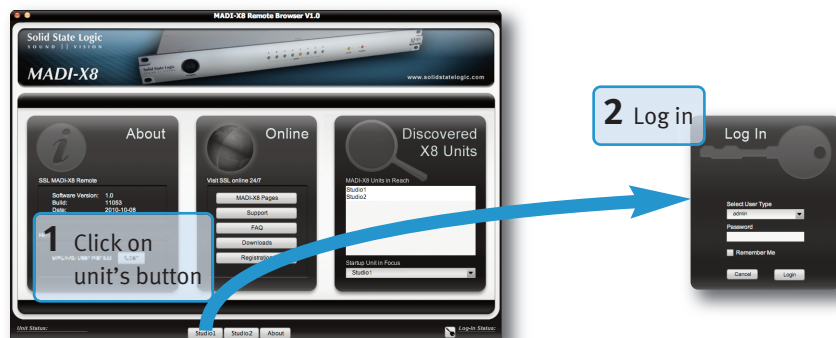 MADI-X8 Remote Browser V1.0
Solid State Logic
SOUND || VISION
MADI-X8
www.solidstatelogic.com
About
SSL MADI-X8 Remote
Software Version: 1.0
Build: 11053
Date: 2010-10-08
Online
Visit SSL online 24/7
MADI-X8 Pages
Support
FAQ
Downloads
Registration
Discovered
X8 Units
MADI-X8 Units in Reach
Studio1
Studio2
Startup Unit in Focus
Studio1
1 Click on
unit's button
Unit Status:
Studio1 Studio2 About
Log-In Status:
2 Log in
Log In
Select User Type
admin
Password
Remember Me
Cancel Login